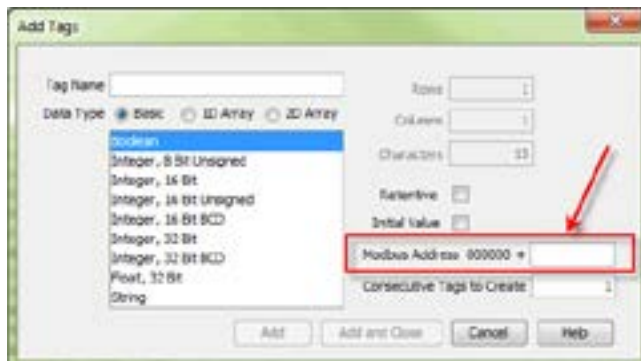 Add Tags
Tag Name
Data Type Basic 1D Array 2D Array
Boolean
Integer, 8 Bit Unsigned
Integer, 16 Bit
Integer, 16 Bit Unsigned
Integer, 16 Bit BCD
Integer, 32 Bit
Integer, 32 Bit BCD
Float, 32 Bit
String
Rows 1
Columns 1
Characters 13
Retentive
Initial Value
Modbus Address 000000 +
Consecutive Tags to Create 1
Add
Add and Close
Cancel
Help